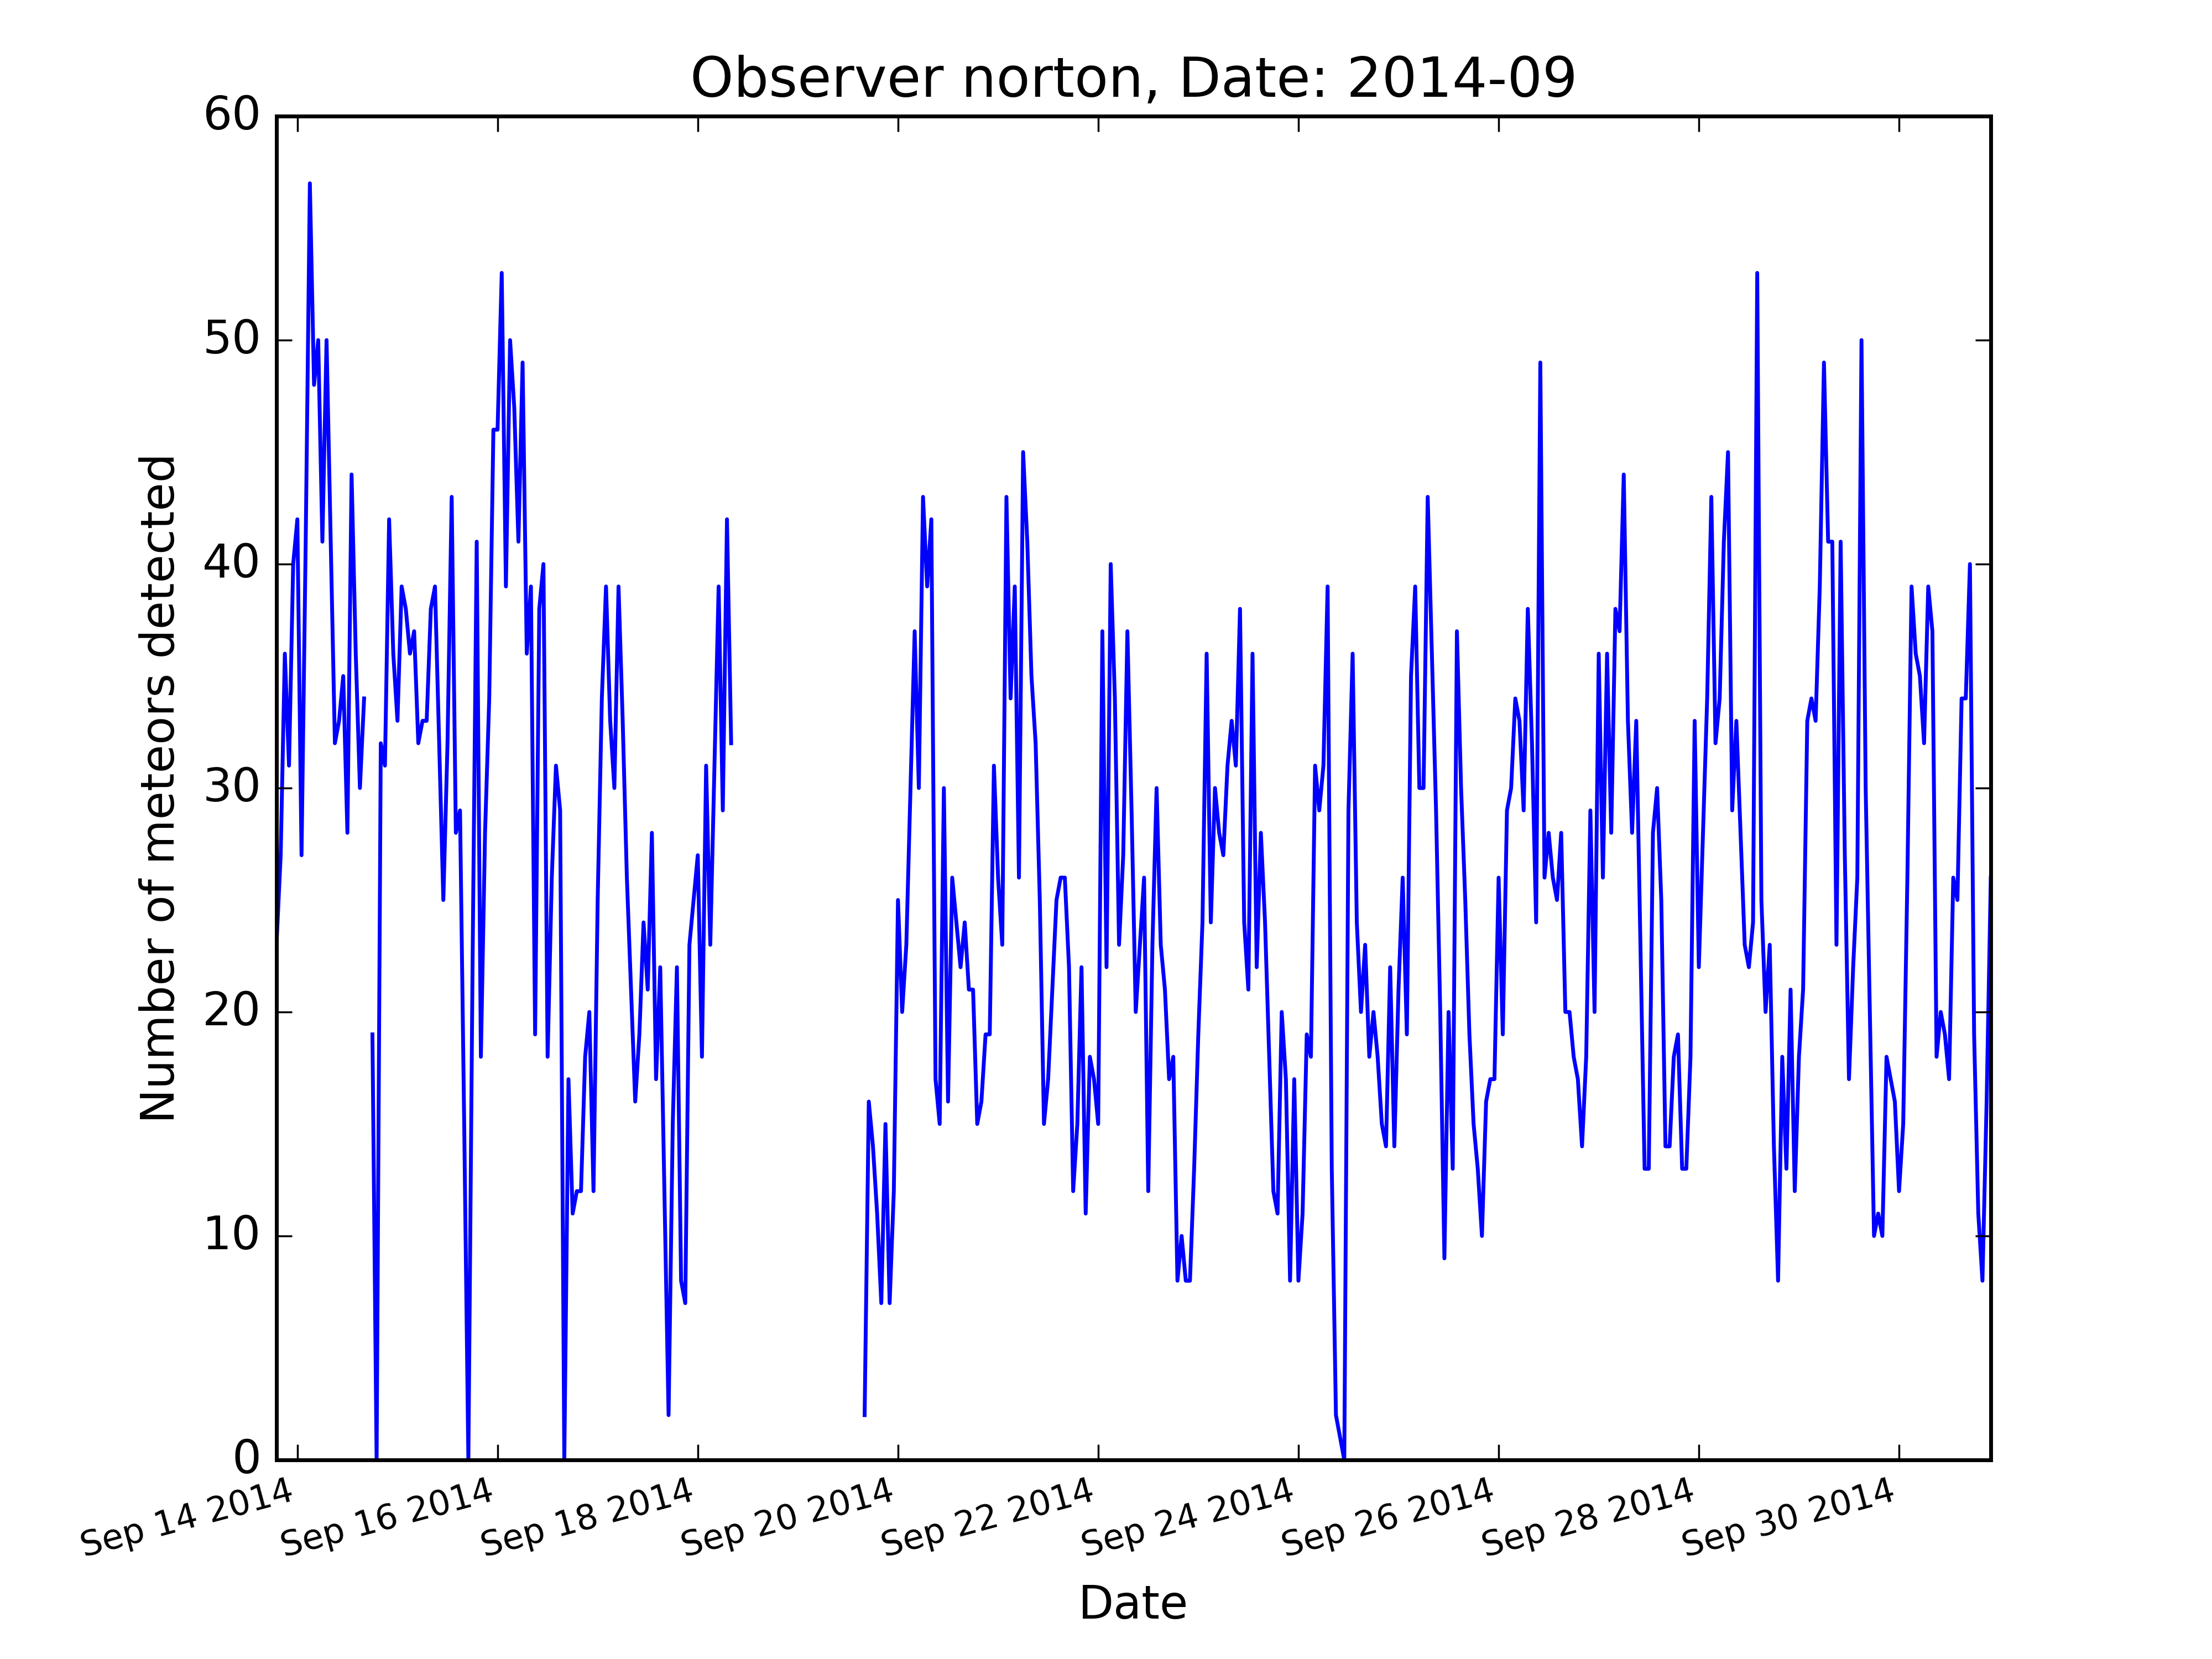 Observer norton, Date: 2014-09
60
50
40
30
20
10
0
Number of meteors detected
Sep 14 2014
Sep 16 2014
Sep 18 2014
Sep 20 2014
Sep 22 2014
Sep 24 2014
Sep 26 2014
Sep 28 2014
Sep 30 2014
Date